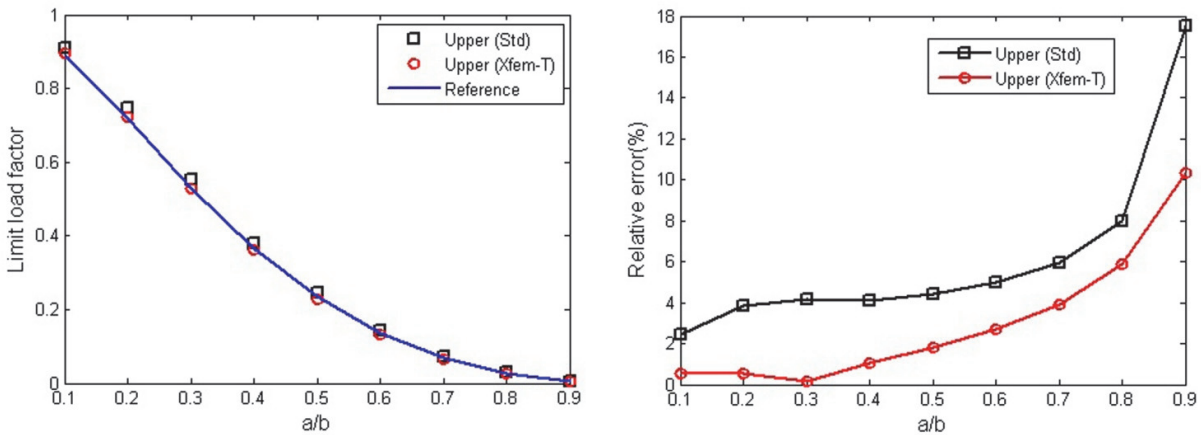 1
0.8
0.6
0.4
0.2
0
0.1 0.2 0.3 0.4 0.5 0.6 0.7 0.8 0.9
a/b
Limit load factor
Upper (Std)
Upper (Xfem-T)
Reference
18
16
14
12
10
8
6
4
2
0
0.1 0.2 0.3 0.4 0.5 0.6 0.7 0.8 0.9
a/b
Relative error(%)
Upper (Std)
Upper (Xfem-T)